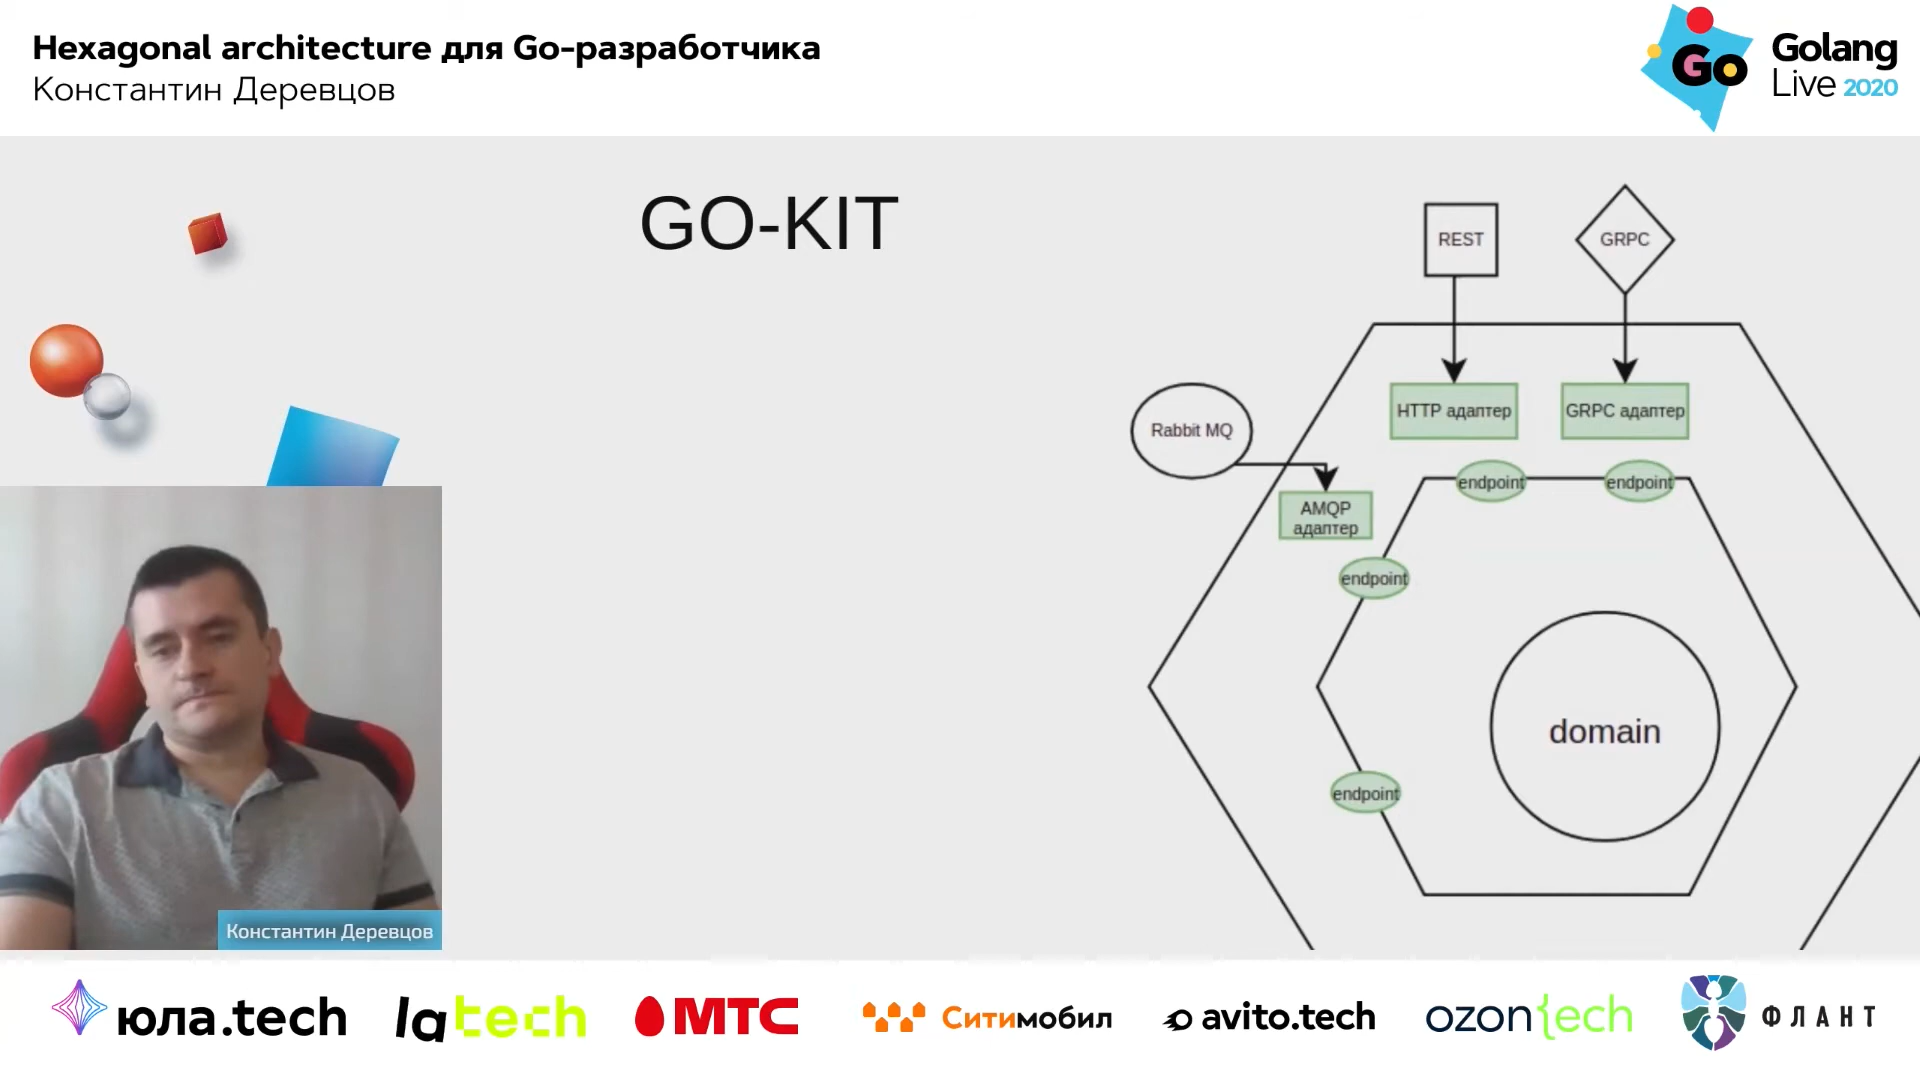 Hexagonal architecture для Go-разработчика
Константин Деревцов
Go
Golang
Live 2020
GO-KIT
REST
GRPC
Rabbit MQ
HTTP адаптер
GRPC адаптер
AMQP
адаптер
endpoint
endpoint
endpoint
endpoint
domain
Константин Деревцов
юла.tech
la tech
МТС
Ситимобил
avito.tech
ozon{ech
ФЛАНТ